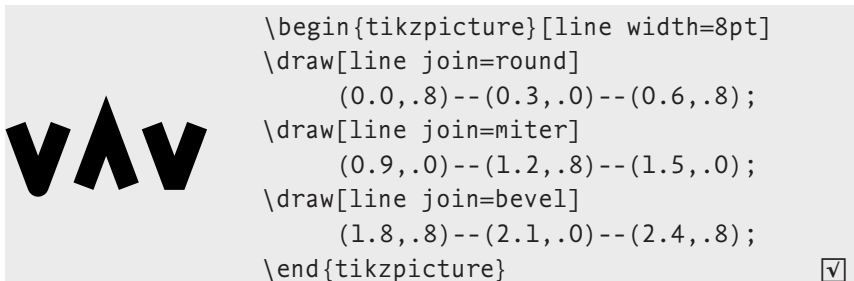 \begin{tikzpicture}[line width=8pt]
\draw[line join=round]
(0.0,.8)--(0.3,.0)--(0.6,.8);
\draw[line join=miter]
(0.9,.0)--(1.2,.8)--(1.5,.0);
\draw[line join=bevel]
(1.8,.8)--(2.1,.0)--(2.4,.8);
\end{tikzpicture} √